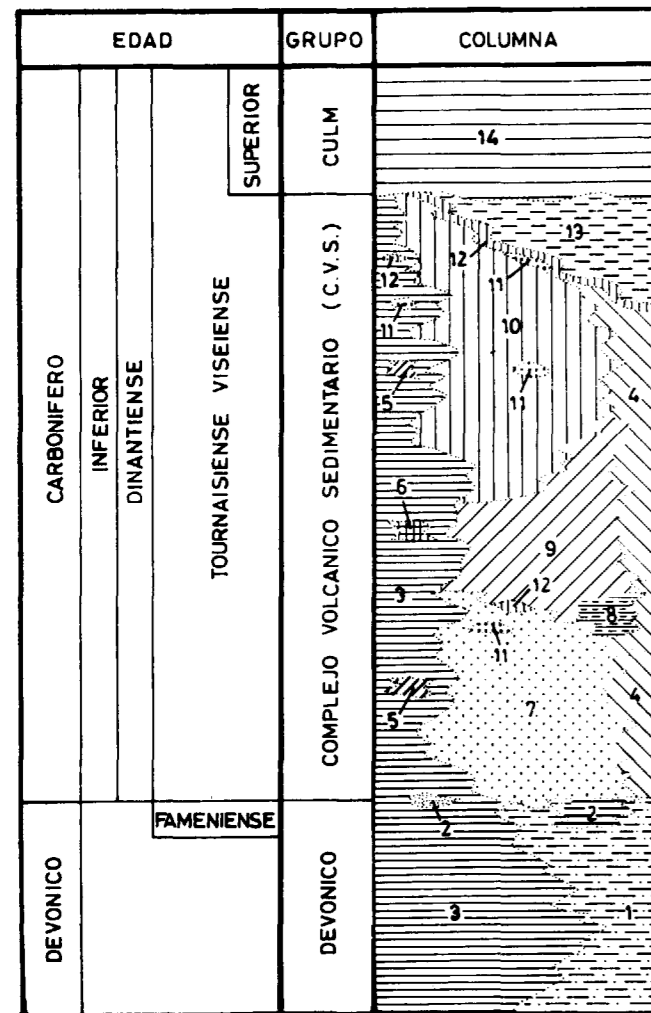 EDAD
GRUPO
COLUMNA
CARBONIFERO
INFERIOR
DINANTIENSE
TOURNAISIENSE VISEIENSE
SUPERIOR
CULM
COMPLEJO VOLCANICO SEDIMENTARIO (C.V.S.)
DEVONICO
FAMENIENSE
DEVONICO
14
13
12
12
11
10
11
5
11
4
6
9
3
12
8
11
4
5
7
2
2
3
1